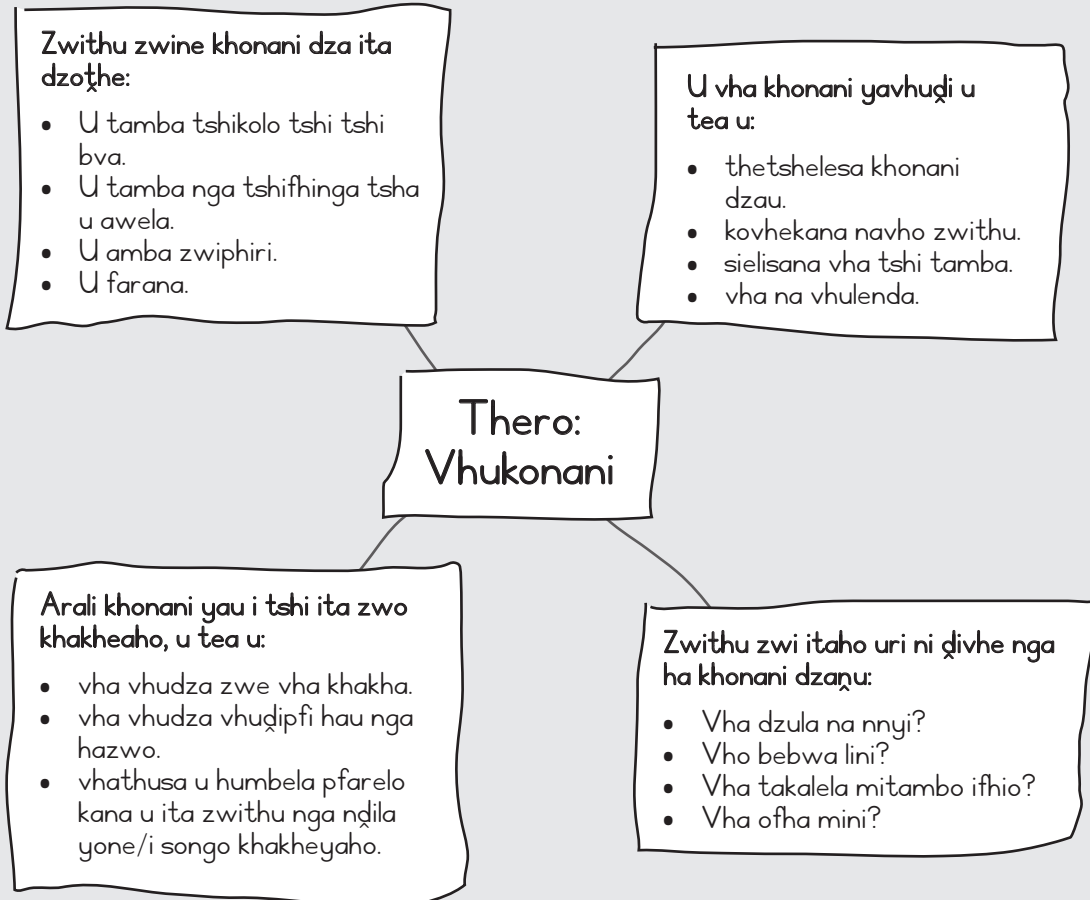 Zwithu zwine khonani dza ita
dzoṱhe:
• U tamba tshikolo tshi tshi
bva.
• U tamba nga tshifhinga tsha
u awela.
• U amba zwiphiri.
• U farana.
U vha khonani yavhuḓi u
tea u:
• thetshelesa khonani
dzau.
• kovhekana navho zwithu.
• sielisana vha tshi tamba.
• vha na vhulenda.
Thero:
Vhukonani
Arali khonani yau i tshi ita zwo
khakheaho, u tea u:
• vha vhudza zwe vha khakha.
• vha vhudza vhuḓipfi hau nga
hazwo.
• vhathusa u humbela pfarelo
kana u ita zwithu nga nḓila
yone/i songo khakheyaho.
Zwithu zwi itaho uri ni ḓivhe nga
ha khonani dzaṋu:
• Vha dzula na nnyi?
• Vho bebwa lini?
• Vha takalela mitambo ifhio?
• Vha ofha mini?